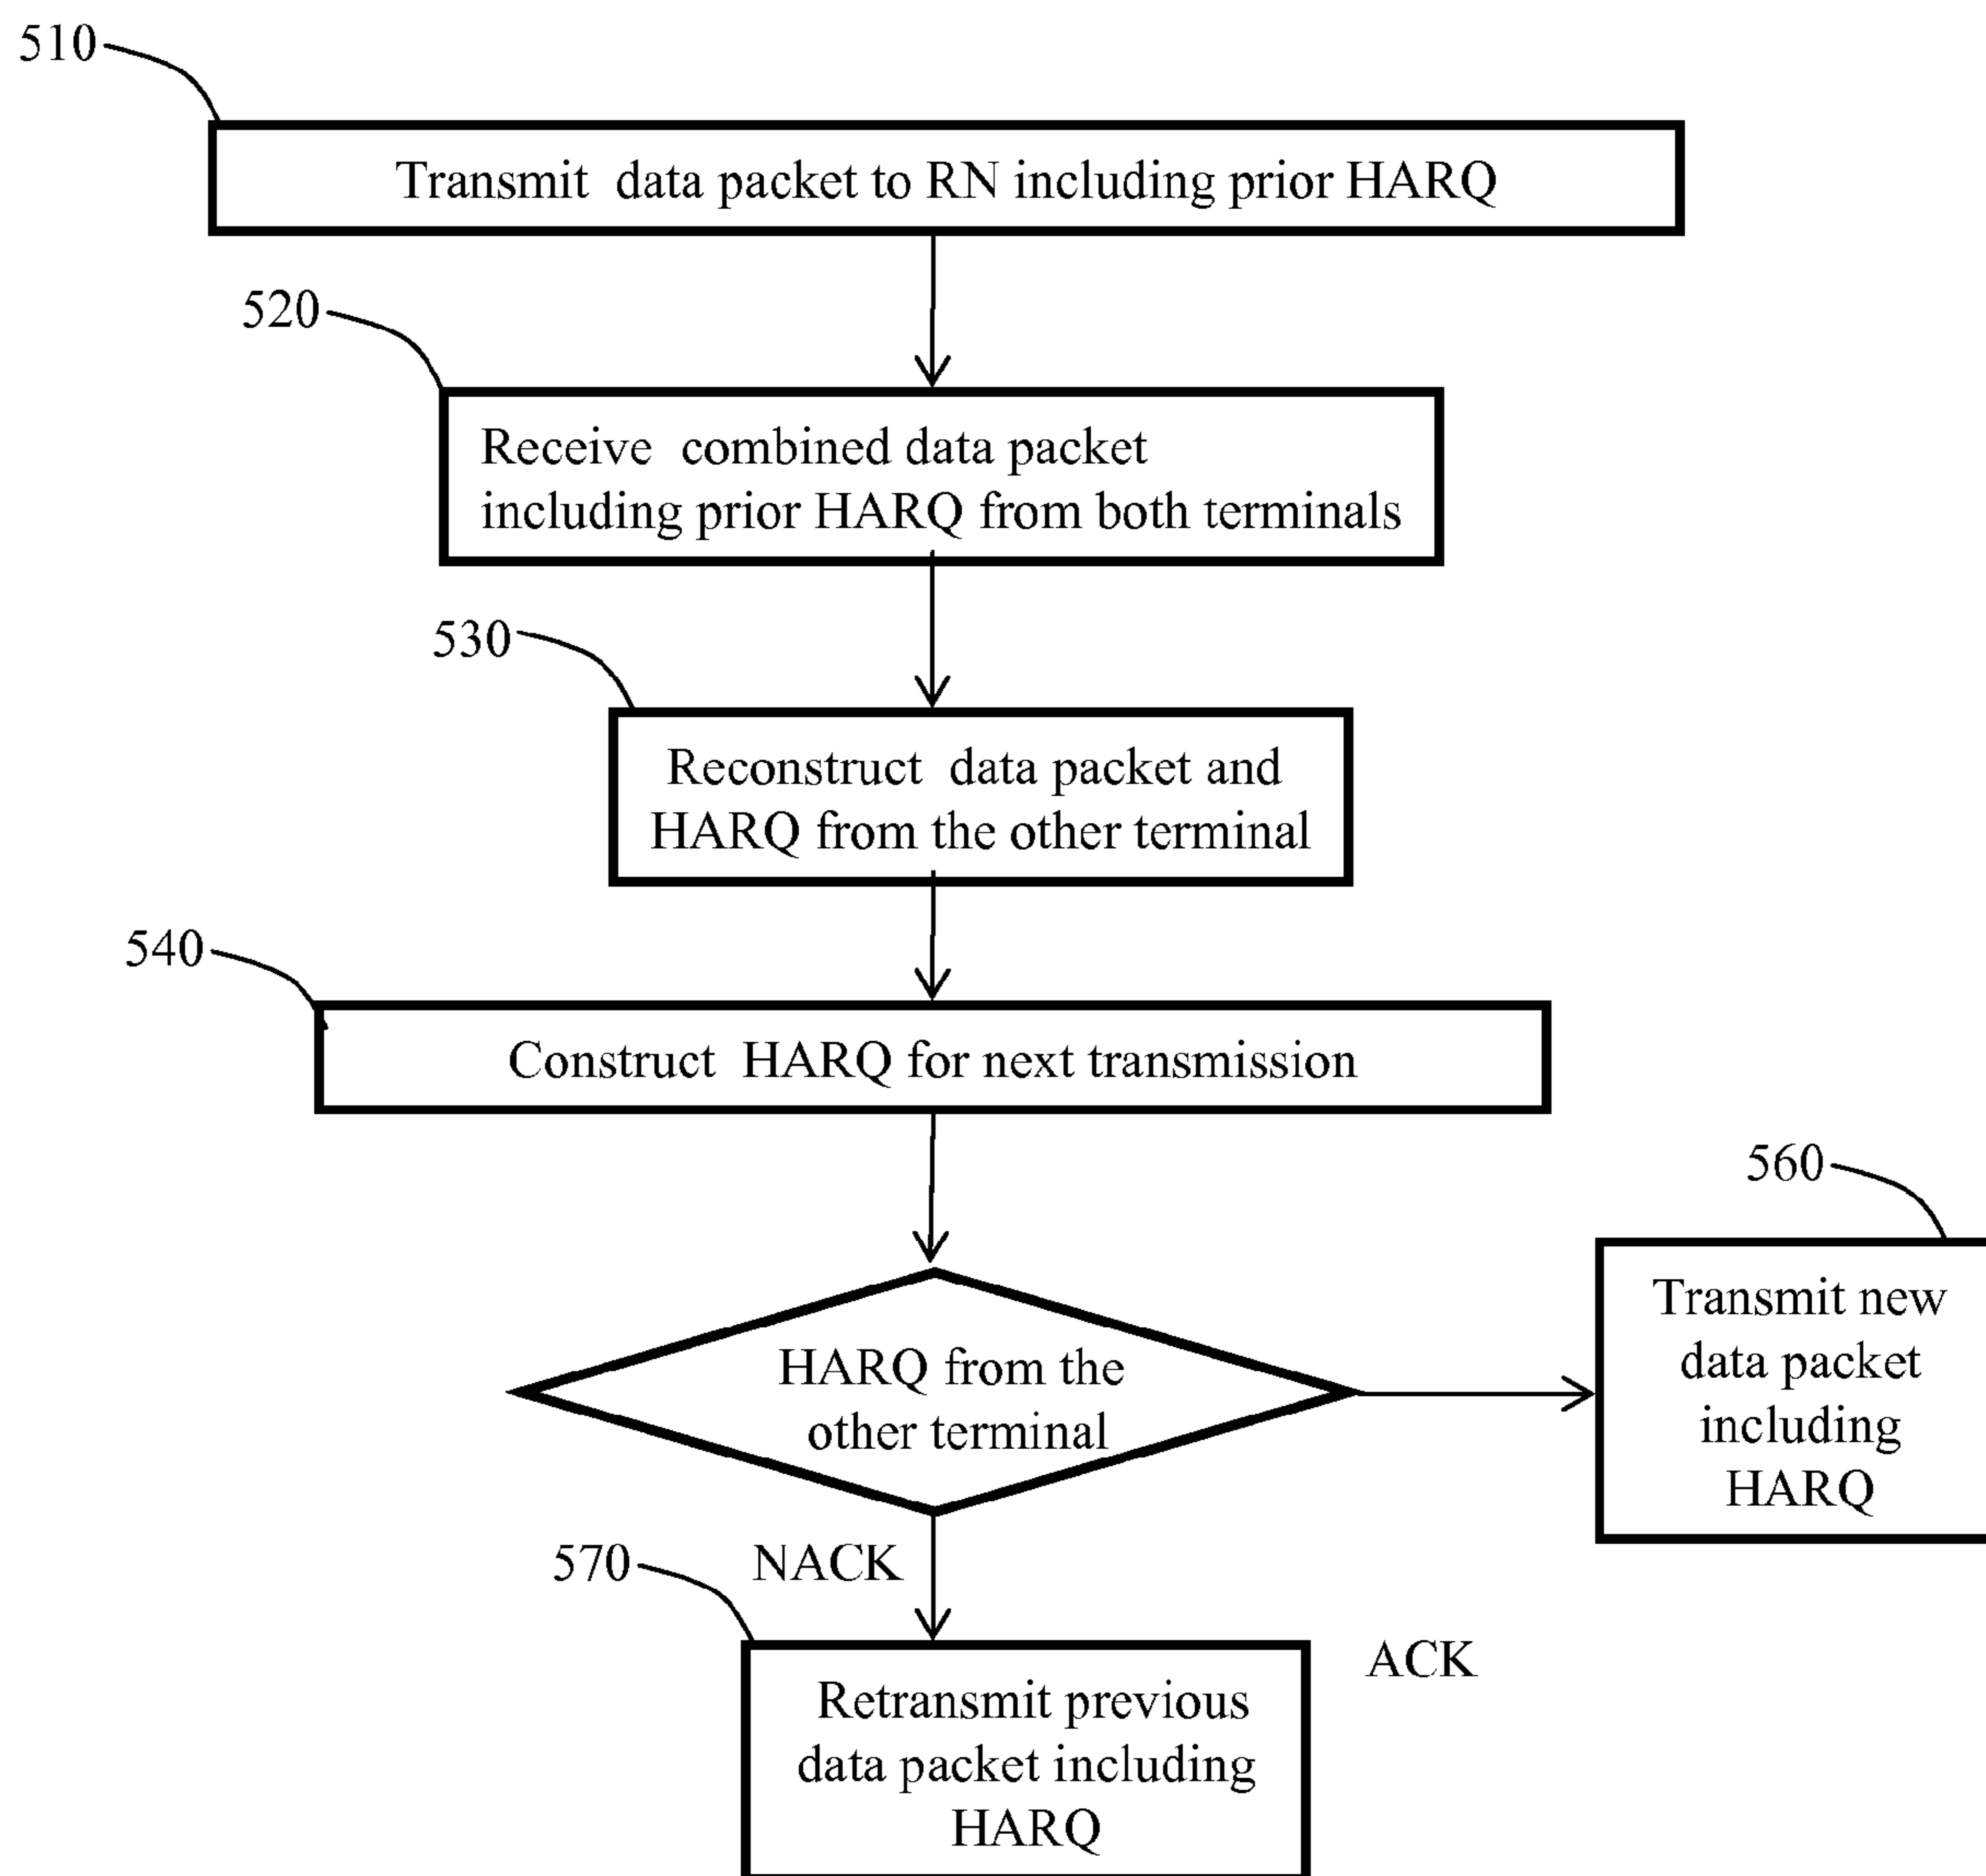 510
Transmit data packet to RN including prior HARQ
520
Receive combined data packet
including prior HARQ from both terminals
530
Reconstruct data packet and
HARQ from the other terminal
540
Construct HARQ for next transmission
560
Transmit new
data packet
including
HARQ
HARQ from the
other terminal
570
NACK
ACK
Retransmit previous
data packet including
HARQ